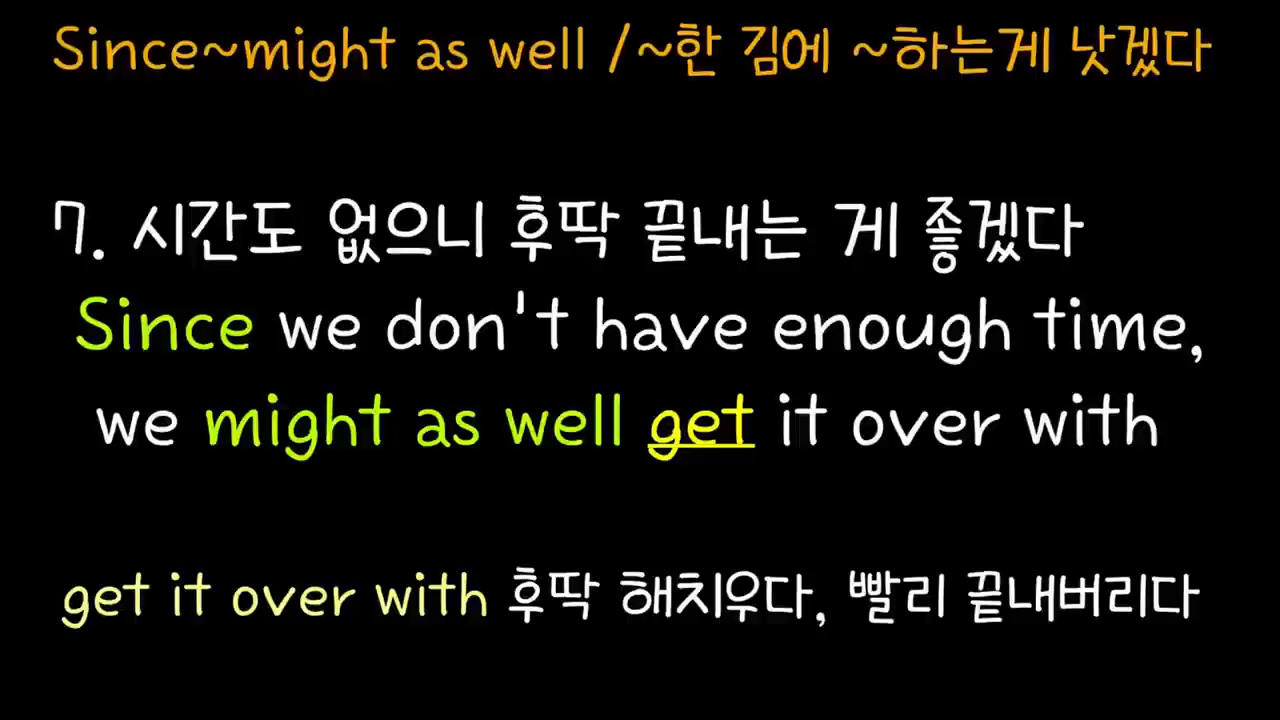 Since~might as well /~한 김에 ~하는게 낫겠다
7. 시간도 없으니 후딱 끝내는 게 좋겠다
Since we don't have enough time,
we might as well get it over with
get it over with 후딱 해치우다, 빨리 끝내버리다